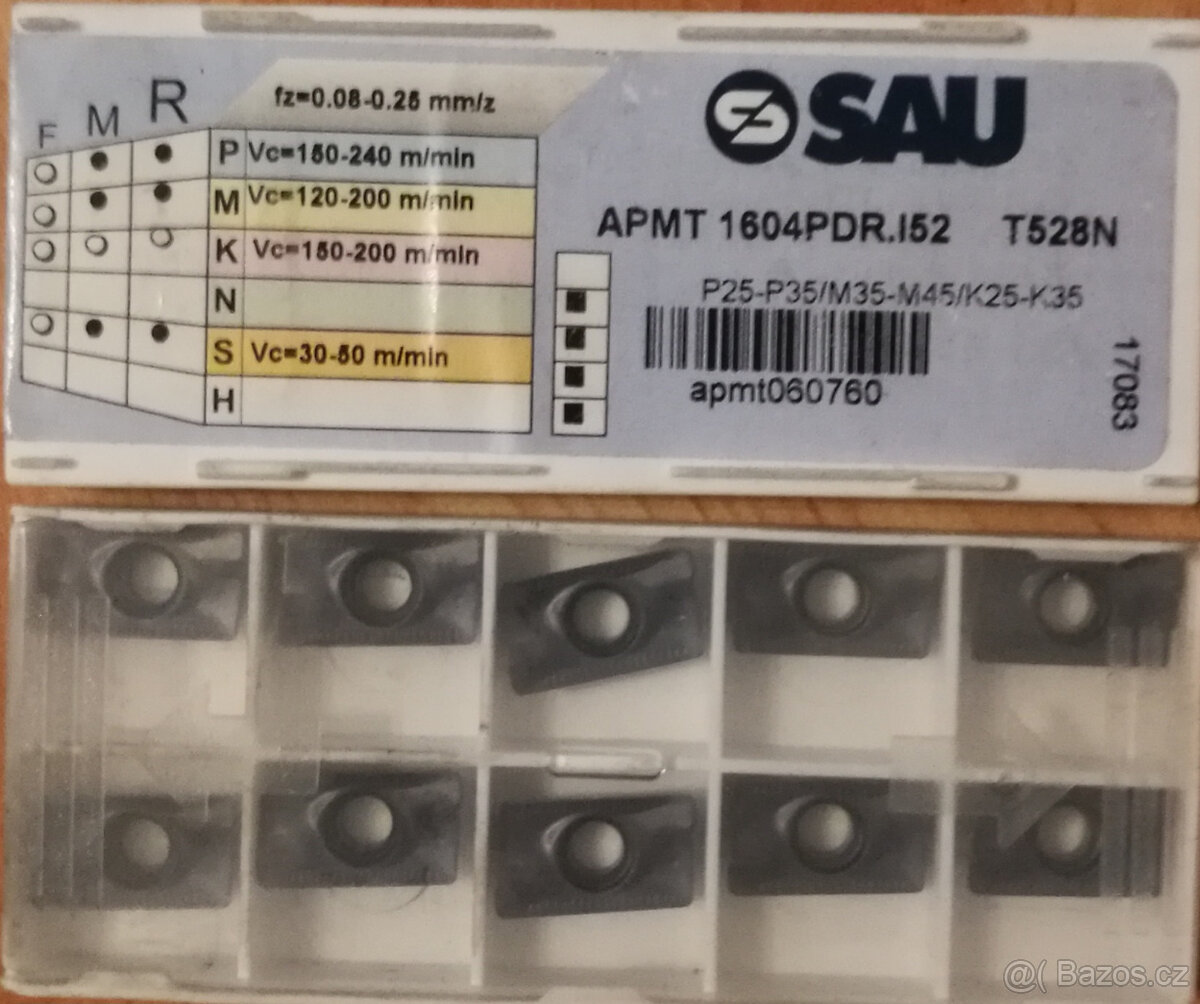 F M R
fz=0.08-0.25 mm/z
P Vc=150-240 m/min
M Vc=120-200 m/min
K Vc=150-200 m/min
N
S Vc=30-50 m/min
H
SAU
APMT 1604PDR.I52 T528N
P25-P35/M35-M45/K25-K35
apmt060760
17083
@( Bazos.cz